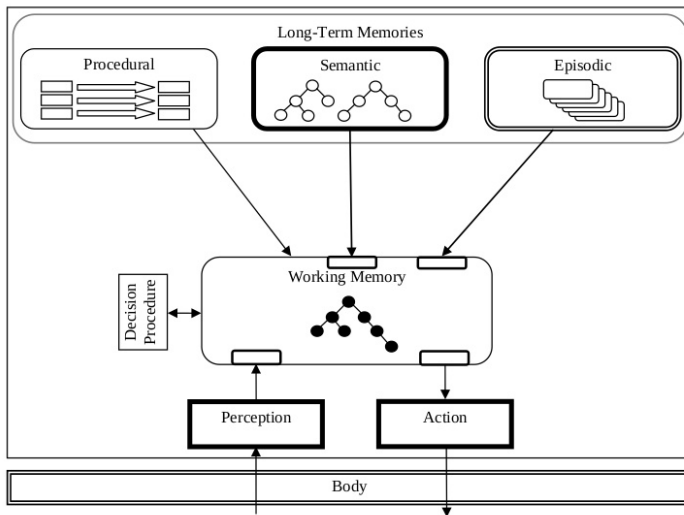 Long-Term Memories
Procedural
Semantic
Episodic
Working Memory
Decision
Procedure
Perception
Action
Body